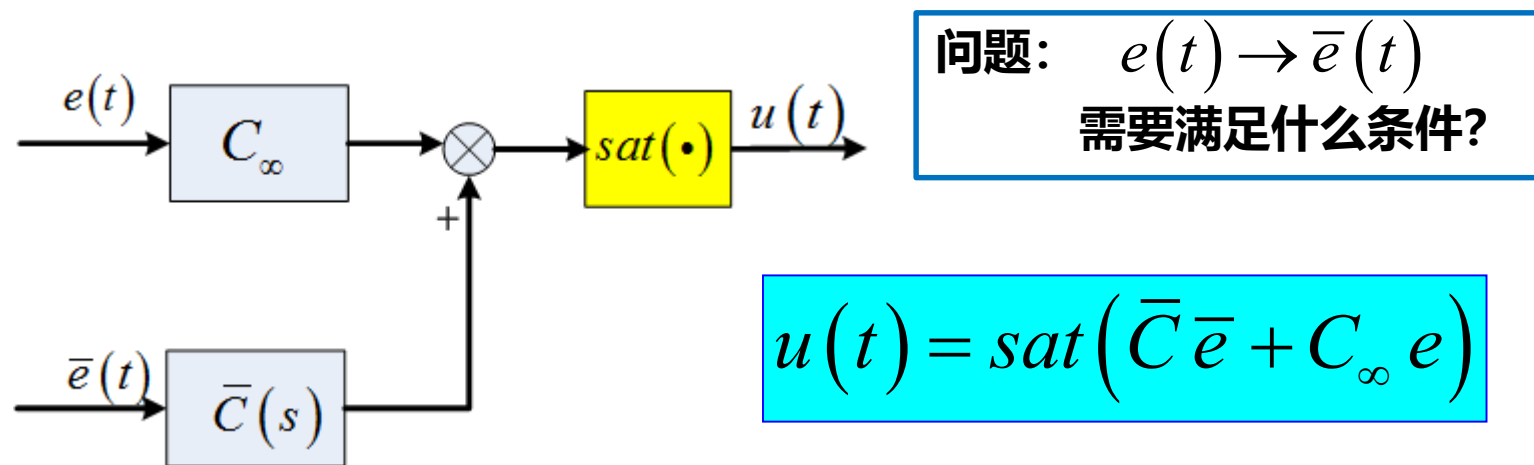 问题： e(t) → ē(t)
需要满足什么条件?
e(t)
C∞
sat(•)
u(t)
+
ē(t)
C̄(s)
u(t) = sat(C̄ ē + C∞ e)